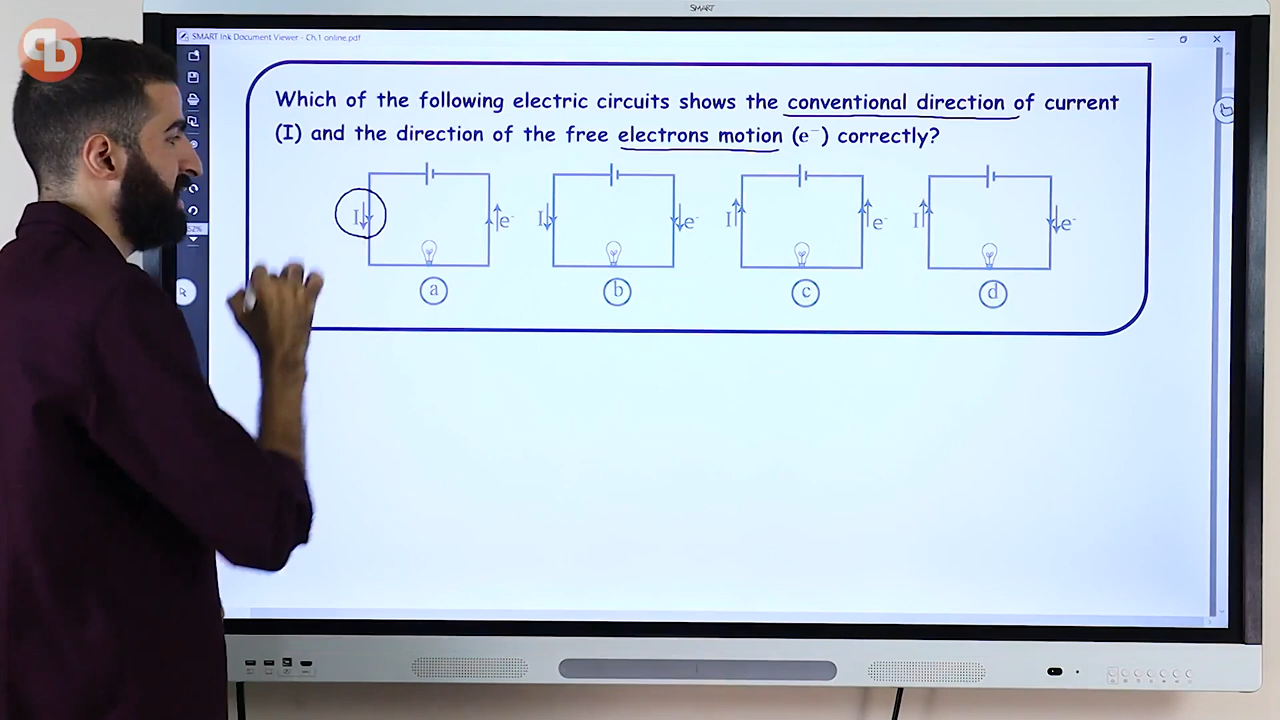 SMART
SMART Ink Document Viewer - Ch.1 online.pdf
Which of the following electric circuits shows the conventional direction of current
(I) and the direction of the free electrons motion (e⁻) correctly?
I e⁻ I e⁻ I e⁻ I e⁻
a b c d